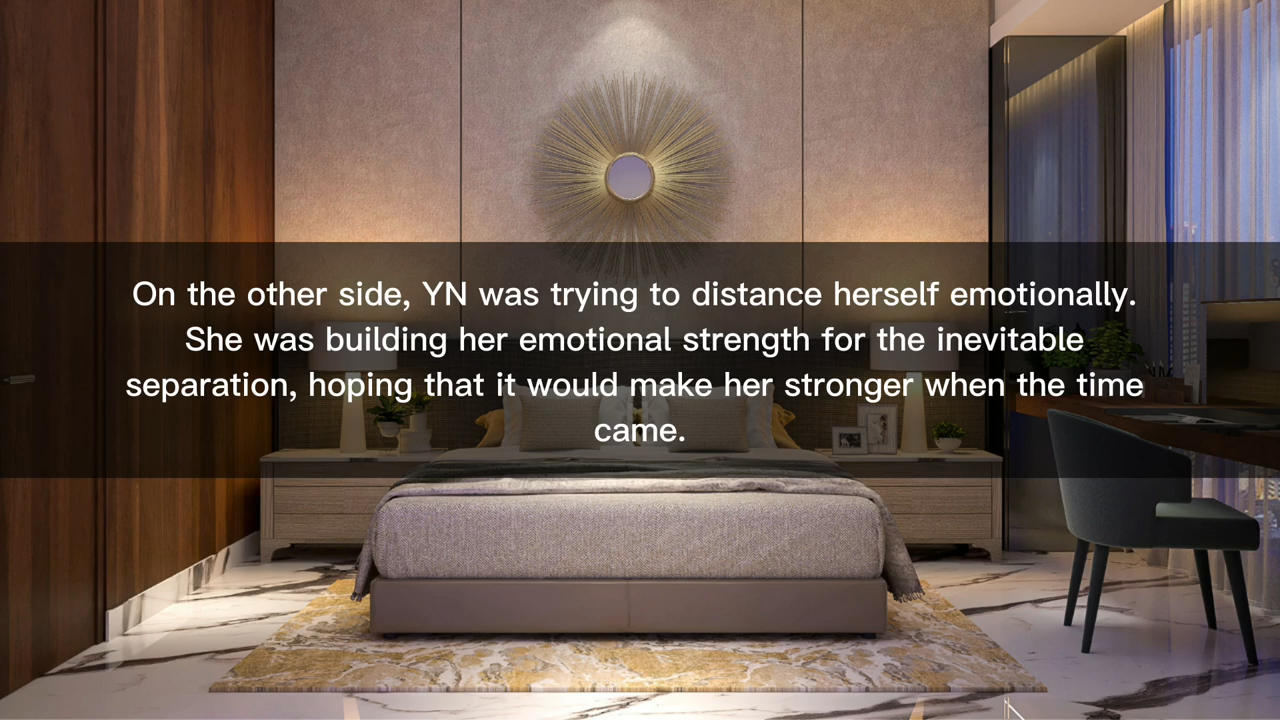 On the other side, YN was trying to distance herself emotionally.
She was building her emotional strength for the inevitable
separation, hoping that it would make her stronger when the time
came.